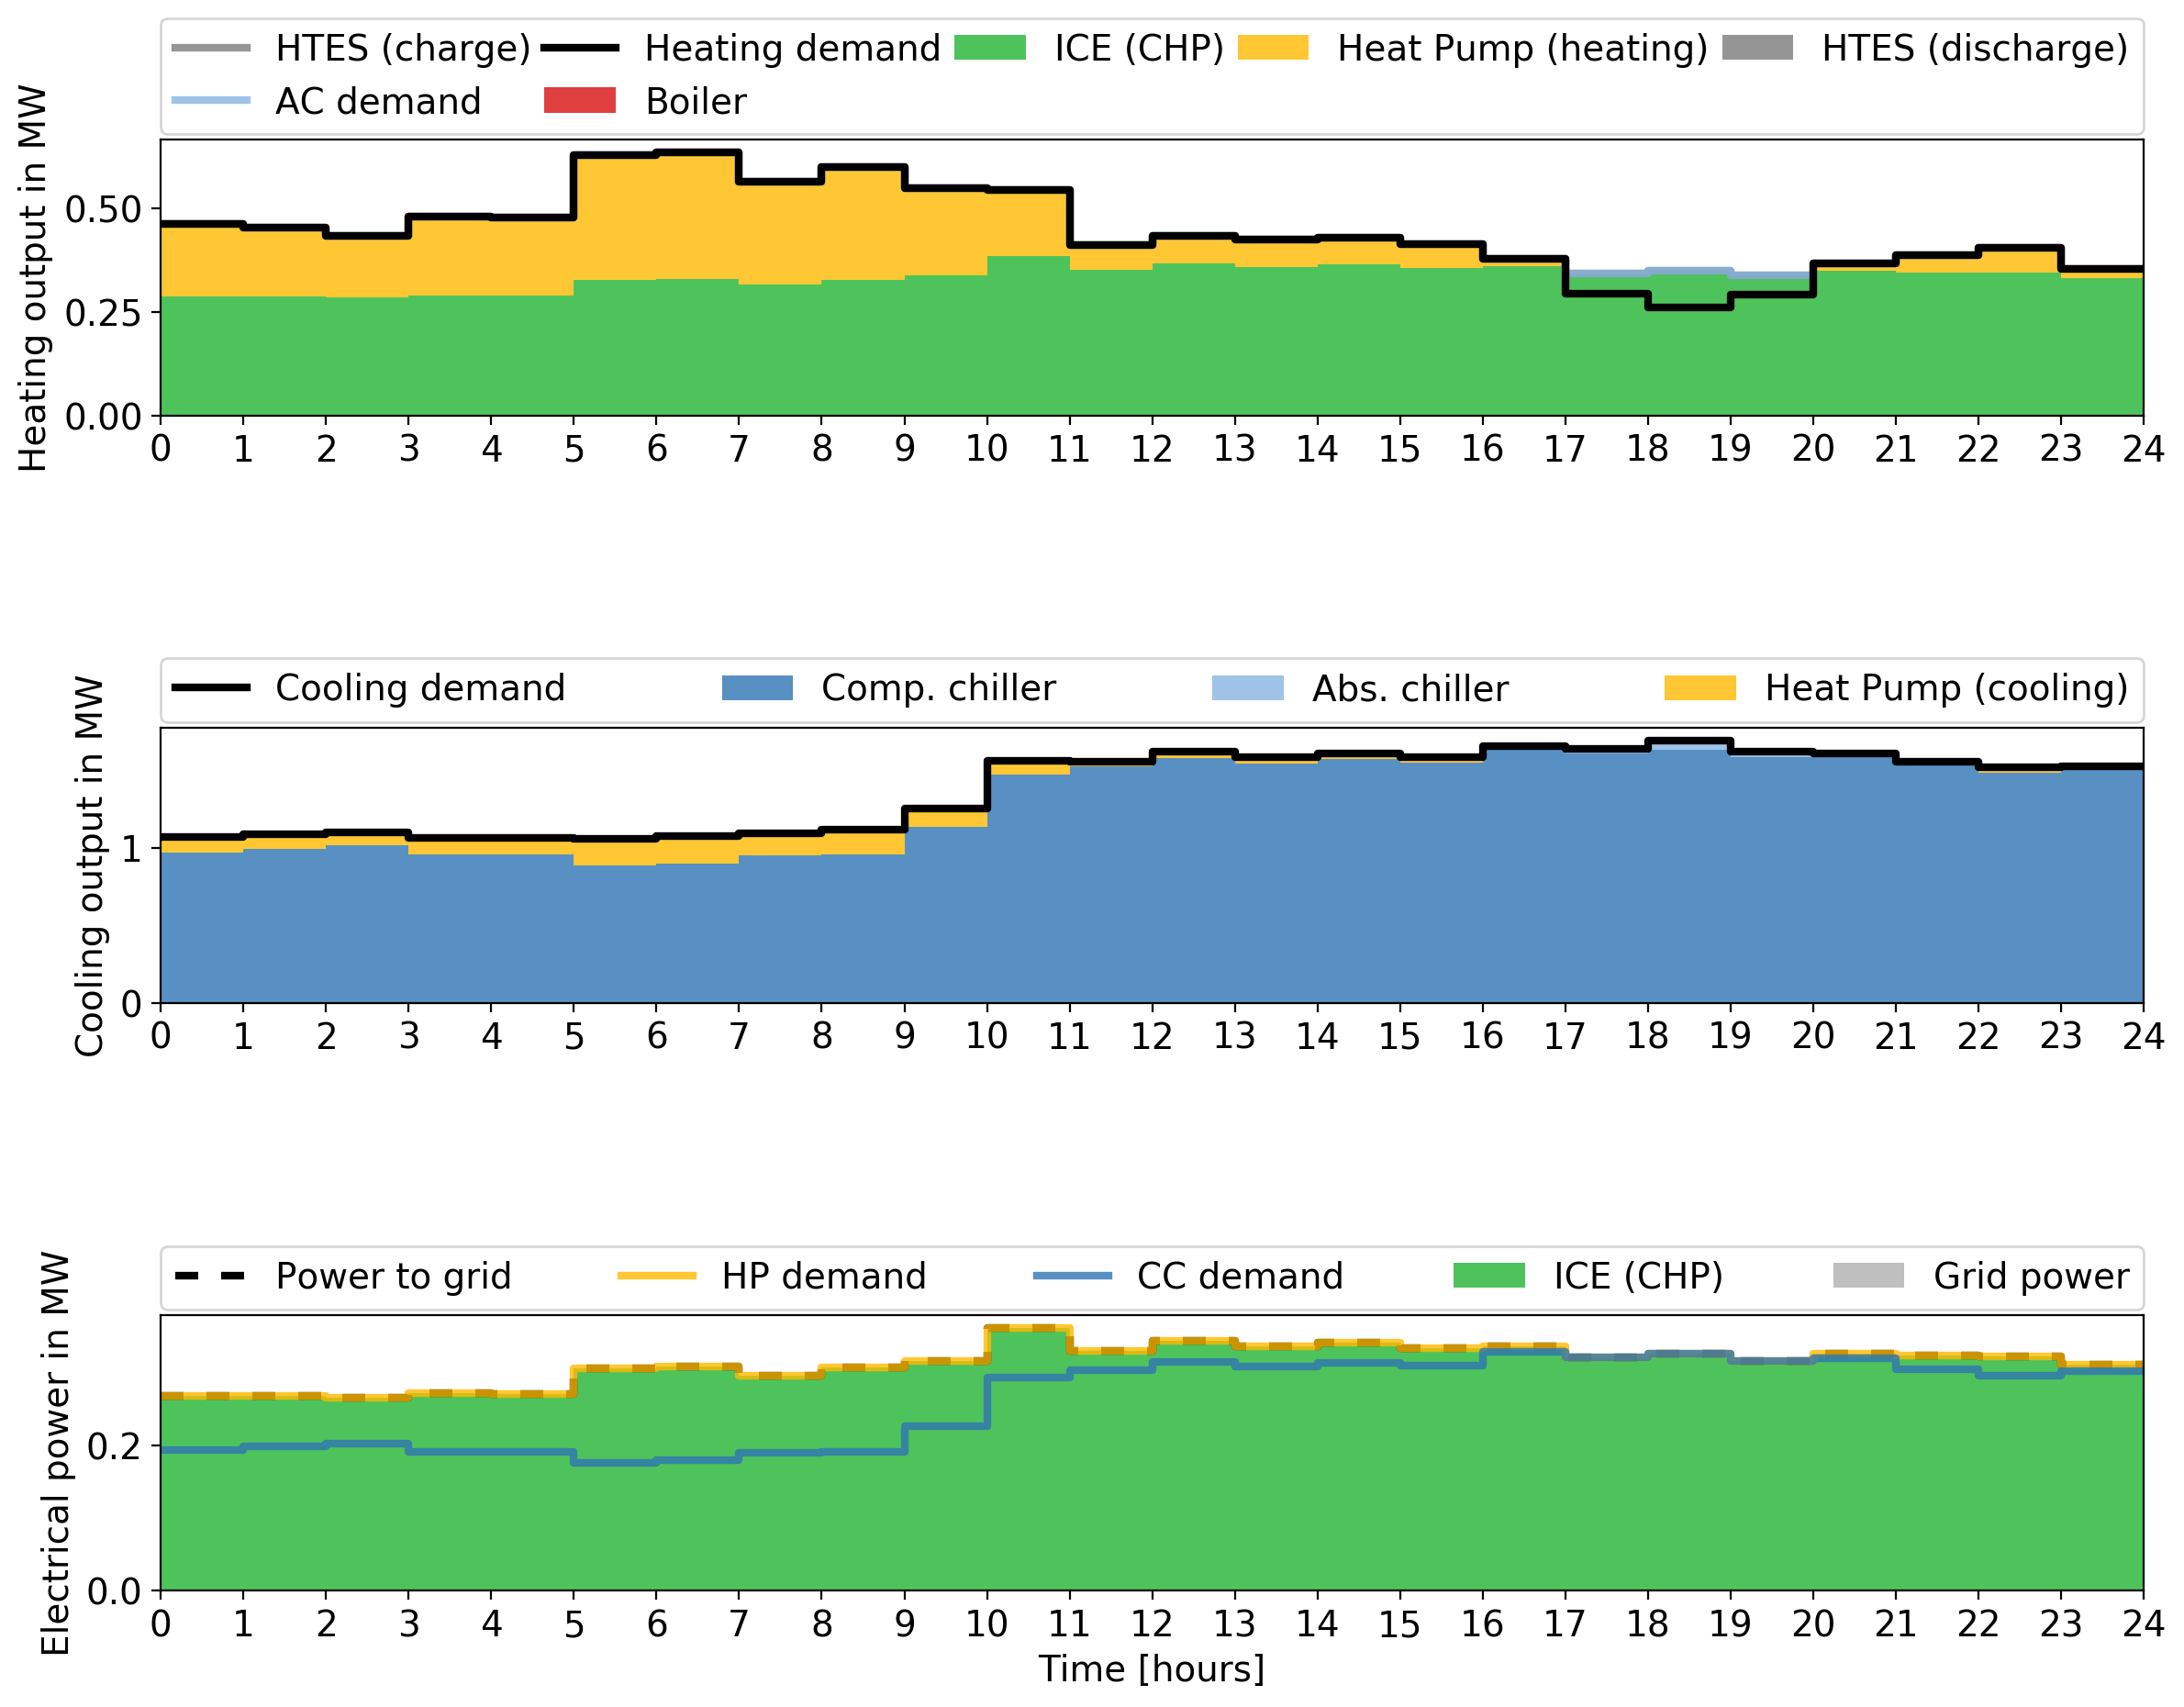 HTES (charge) Heating demand ICE (CHP) Heat Pump (heating) HTES (discharge)
AC demand Boiler
Heating output in MW
0.50
0.25
0.00
0 1 2 3 4 5 6 7 8 9 10 11 12 13 14 15 16 17 18 19 20 21 22 23 24
Cooling demand Comp. chiller Abs. chiller Heat Pump (cooling)
Cooling output in MW
1
0
0 1 2 3 4 5 6 7 8 9 10 11 12 13 14 15 16 17 18 19 20 21 22 23 24
Power to grid HP demand CC demand ICE (CHP) Grid power
Electrical power in MW
0.2
0.0
0 1 2 3 4 5 6 7 8 9 10 11 12 13 14 15 16 17 18 19 20 21 22 23 24
Time [hours]